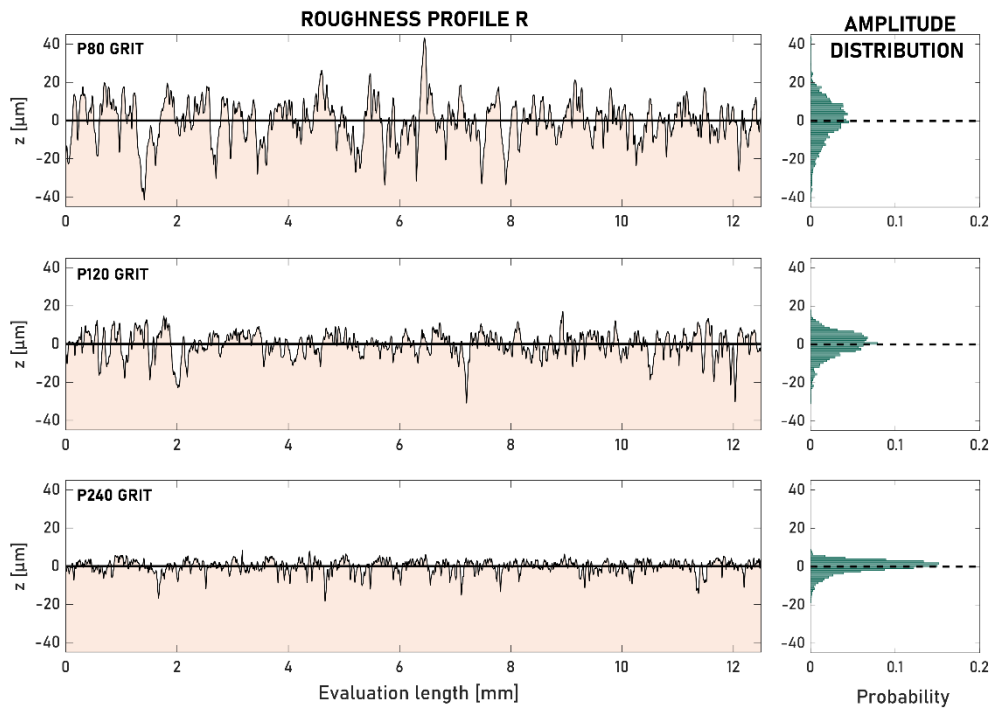 ROUGHNESS PROFILE R
AMPLITUDE
DISTRIBUTION
P80 GRIT
z [µm]
40
20
0
-20
-40
0 2 4 6 8 10 12
40
20
0
-20
-40
0 0.1 0.2
P120 GRIT
z [µm]
40
20
0
-20
-40
0 2 4 6 8 10 12
40
20
0
-20
-40
0 0.1 0.2
P240 GRIT
z [µm]
40
20
0
-20
-40
0 2 4 6 8 10 12
Evaluation length [mm]
40
20
0
-20
-40
0 0.1 0.2
Probability